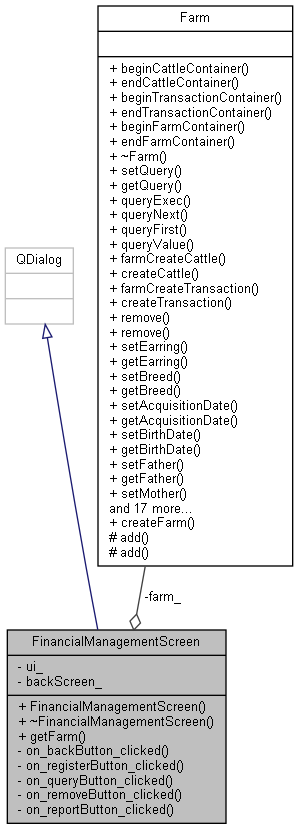 Farm
+ beginCattleContainer()
+ endCattleContainer()
+ beginTransactionContainer()
+ endTransactionContainer()
+ beginFarmContainer()
+ endFarmContainer()
+ ~Farm()
+ setQuery()
+ getQuery()
+ queryExec()
+ queryNext()
+ queryFirst()
+ queryValue()
+ farmCreateCattle()
+ createCattle()
+ farmCreateTransaction()
+ createTransaction()
+ remove()
+ remove()
+ setEarring()
+ getEarring()
+ setBreed()
+ getBreed()
+ setAcquisitionDate()
+ getAcquisitionDate()
+ setBirthDate()
+ getBirthDate()
+ setFather()
+ getFather()
+ setMother()
and 17 more...
+ createFarm()
# add()
# add()
QDialog
-farm_
FinancialManagementScreen
- ui_
- backScreen_
+ FinancialManagementScreen()
+ ~FinancialManagementScreen()
+ getFarm()
- on_backButton_clicked()
- on_registerButton_clicked()
- on_queryButton_clicked()
- on_removeButton_clicked()
- on_reportButton_clicked()